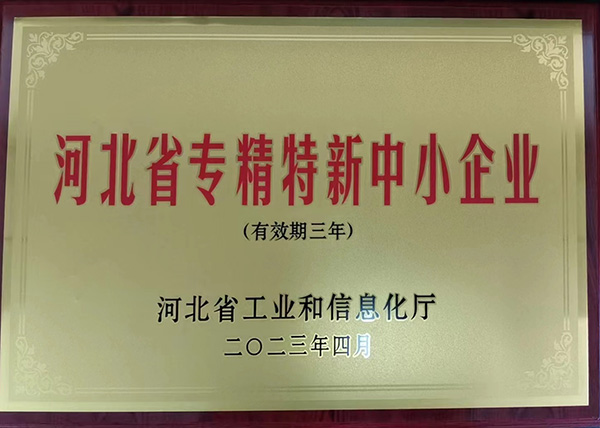 河北省专精特新中小企业
(有效期三年)
河北省工业和信息化厅
二〇二三年四月